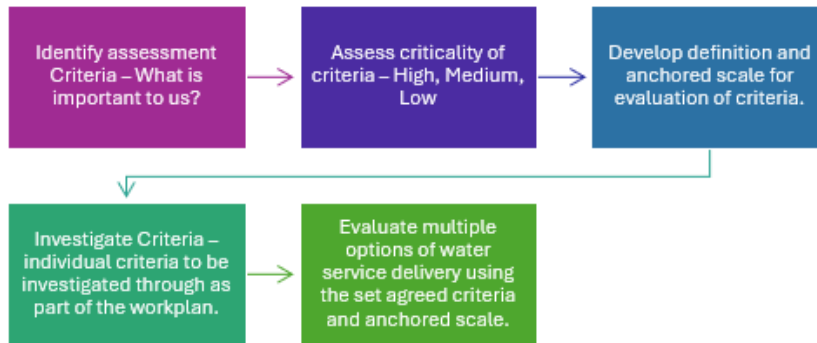 Identify assessment
Criteria – What is
important to us?
Assess criticality of
criteria – High, Medium,
Low
Develop definition and
anchored scale for
evaluation of criteria.
Investigate Criteria –
individual criteria to be
investigated through as
part of the workplan.
Evaluate multiple
options of water
service delivery using
the set agreed criteria
and anchored scale.